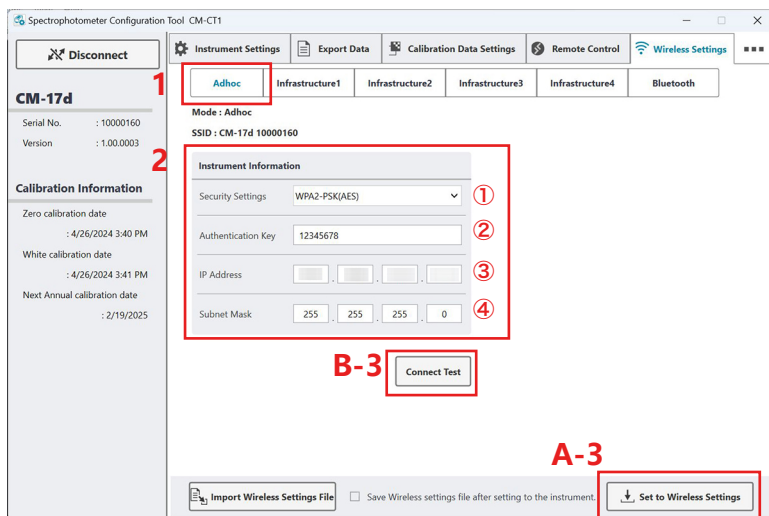 Spectrophotometer Configuration Tool CM-CT1
Disconnect
Instrument Settings Export Data Calibration Data Settings Remote Control Wireless Settings
1
Adhoc Infrastructure1 Infrastructure2 Infrastructure3 Infrastructure4 Bluetooth
CM-17d
Serial No. : 10000160
Version : 1.00.0003
Calibration Information
Zero calibration date
: 4/26/2024 3:40 PM
White calibration date
: 4/26/2024 3:41 PM
Next Annual calibration date
: 2/19/2025
Mode : Adhoc
SSID : CM-17d 10000160
2
Instrument Information
Security Settings WPA2-PSK(AES) ①
Authentication Key 12345678 ②
IP Address . . . ③
Subnet Mask 255 . 255 . 255 . 0 ④
B-3
Connect Test
A-3
Import Wireless Settings File
Save Wireless settings file after setting to the instrument.
Set to Wireless Settings